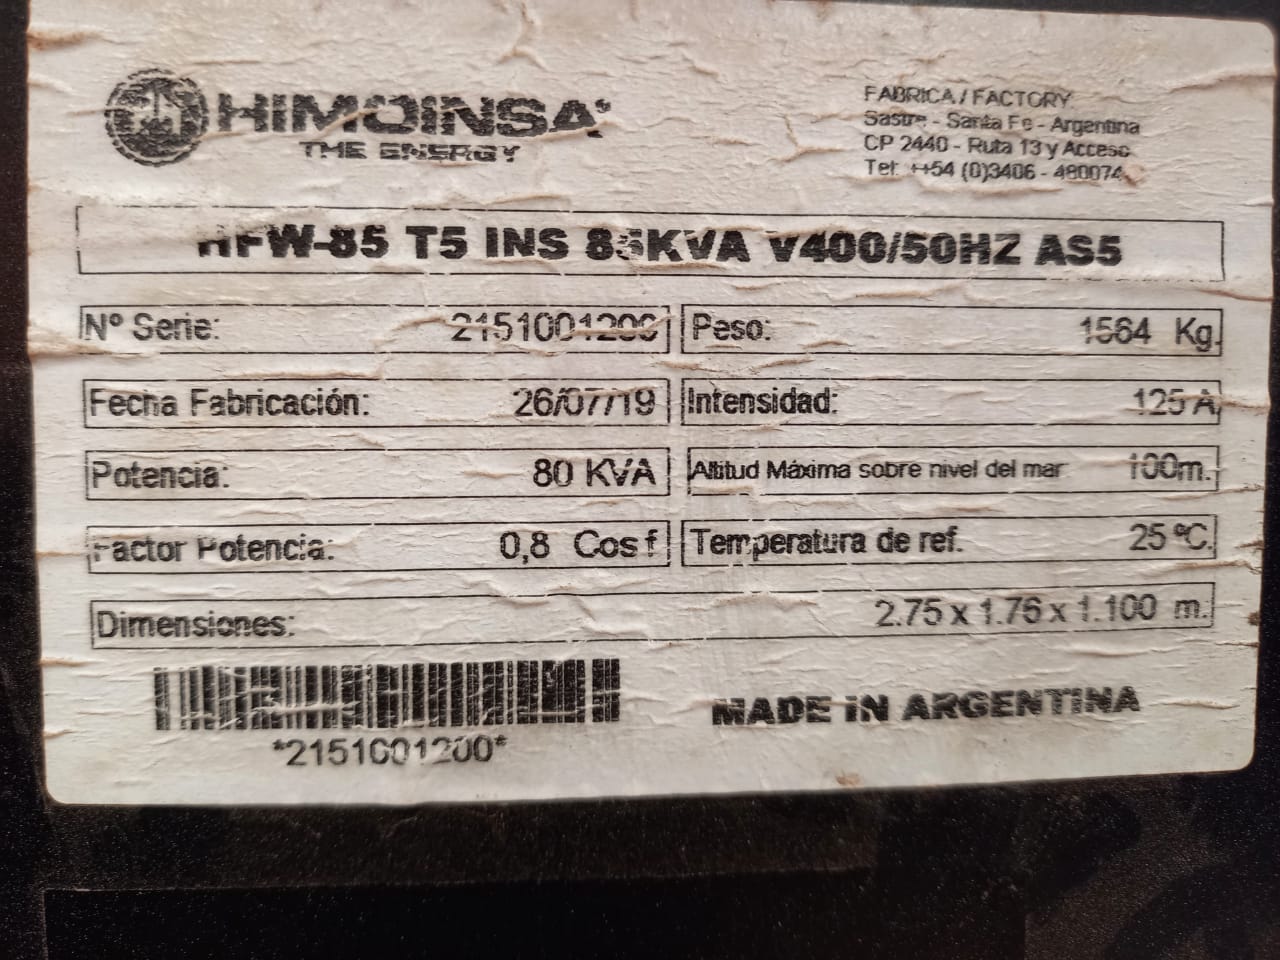 HIMOINSA
THE ENERGY
FABRICA / FACTORY
Sastre - Santa Fe - Argentina
CP 2440 - Ruta 13 y Acceso
Tel: ++54 (0)3406 - 480074
HFW-85 T5 INS 85KVA V400/50HZ AS5
Nº Serie: 2151001200
Peso: 1564 Kg.
Fecha Fabricación: 26/07/19
Intensidad: 125 A
Potencia: 80 KVA
Altitud Máxima sobre nivel del mar 100m.
Factor Potencia: 0,8 Cos f
Temperatura de ref. 25 ºC.
Dimensiones: 2.75 x 1.76 x 1.100 m.
*2151001200*
MADE IN ARGENTINA